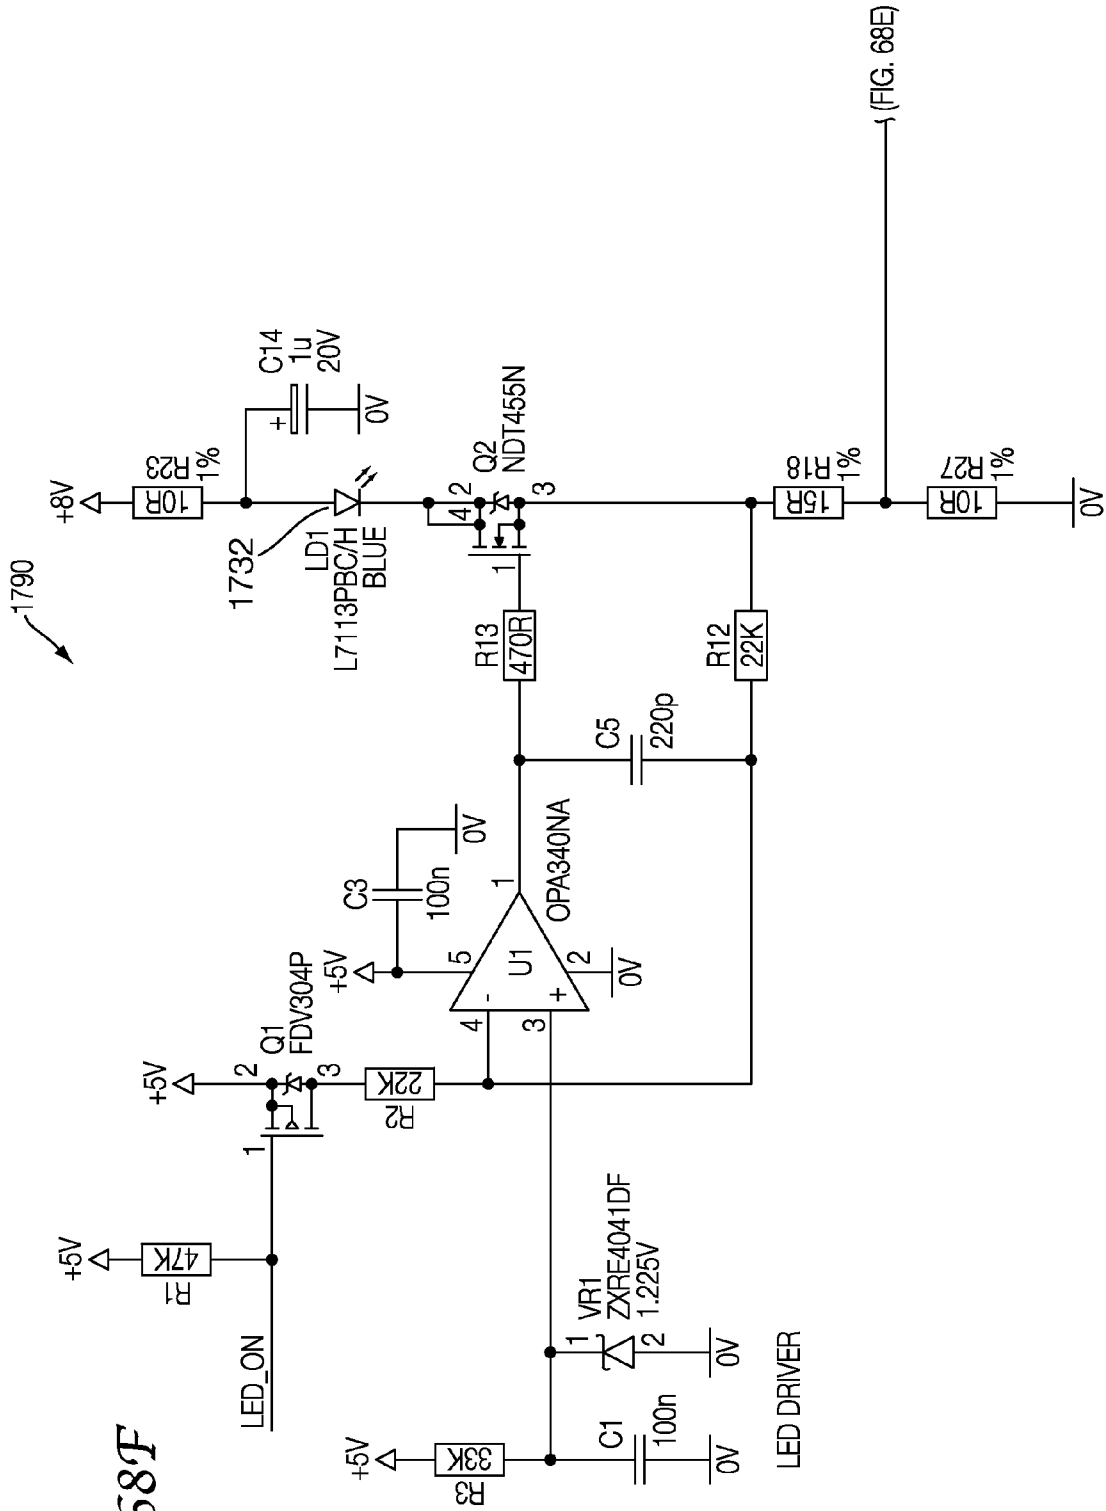 68F
1790
+8V
10R
R23
1%
C14
1u
20V
+
0V
1732
LD1
L7113PBC/H
BLUE
Q2
NDT455N
4
2
3
1
R13
470R
R12
22K
15R
R18
1%
10R
R27
1%
0V
(FIG. 68E)
C5
220p
OPA340NA
U1
1
5
2
4
3
-
+
0V
+5V
C3
100n
0V
+5V
Q1
FDV304P
2
3
1
22K
R2
+5V
47K
R1
LED_ON
VR1
ZXRE4041DF
1.225V
1
2
0V
+5V
33K
R3
C1
100n
0V
LED DRIVER